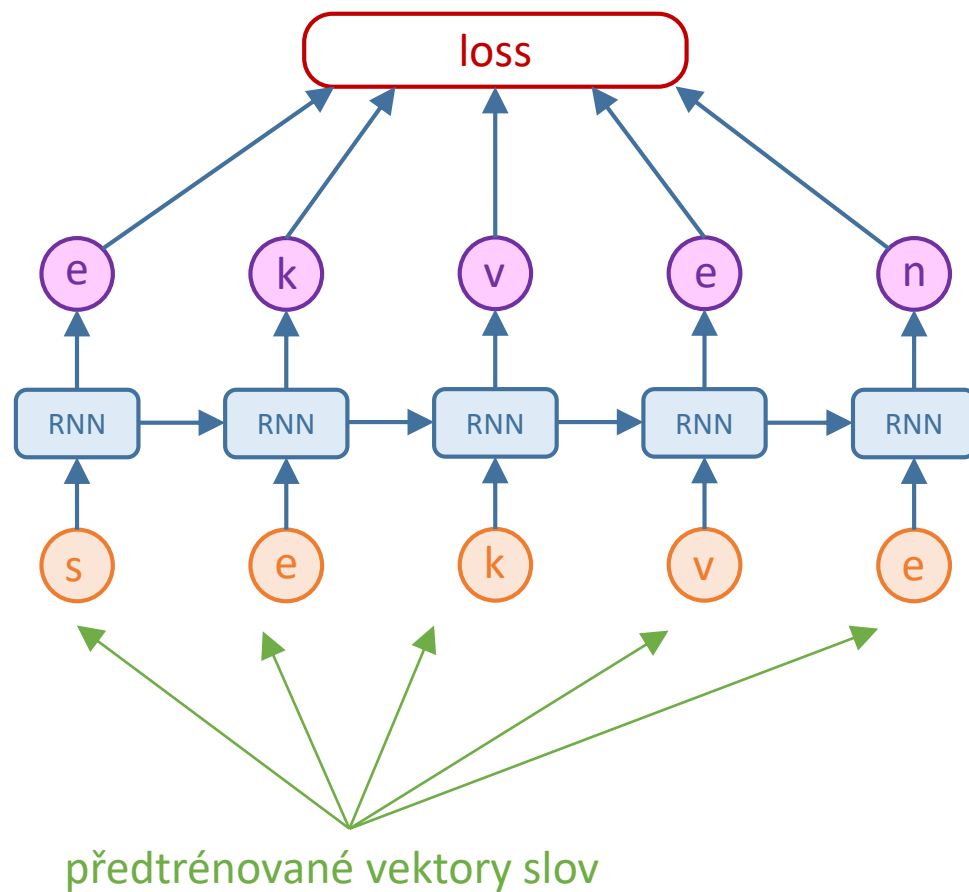 loss
e k v e n
RNN RNN RNN RNN RNN
s e k v e
předtrénované vektory slov